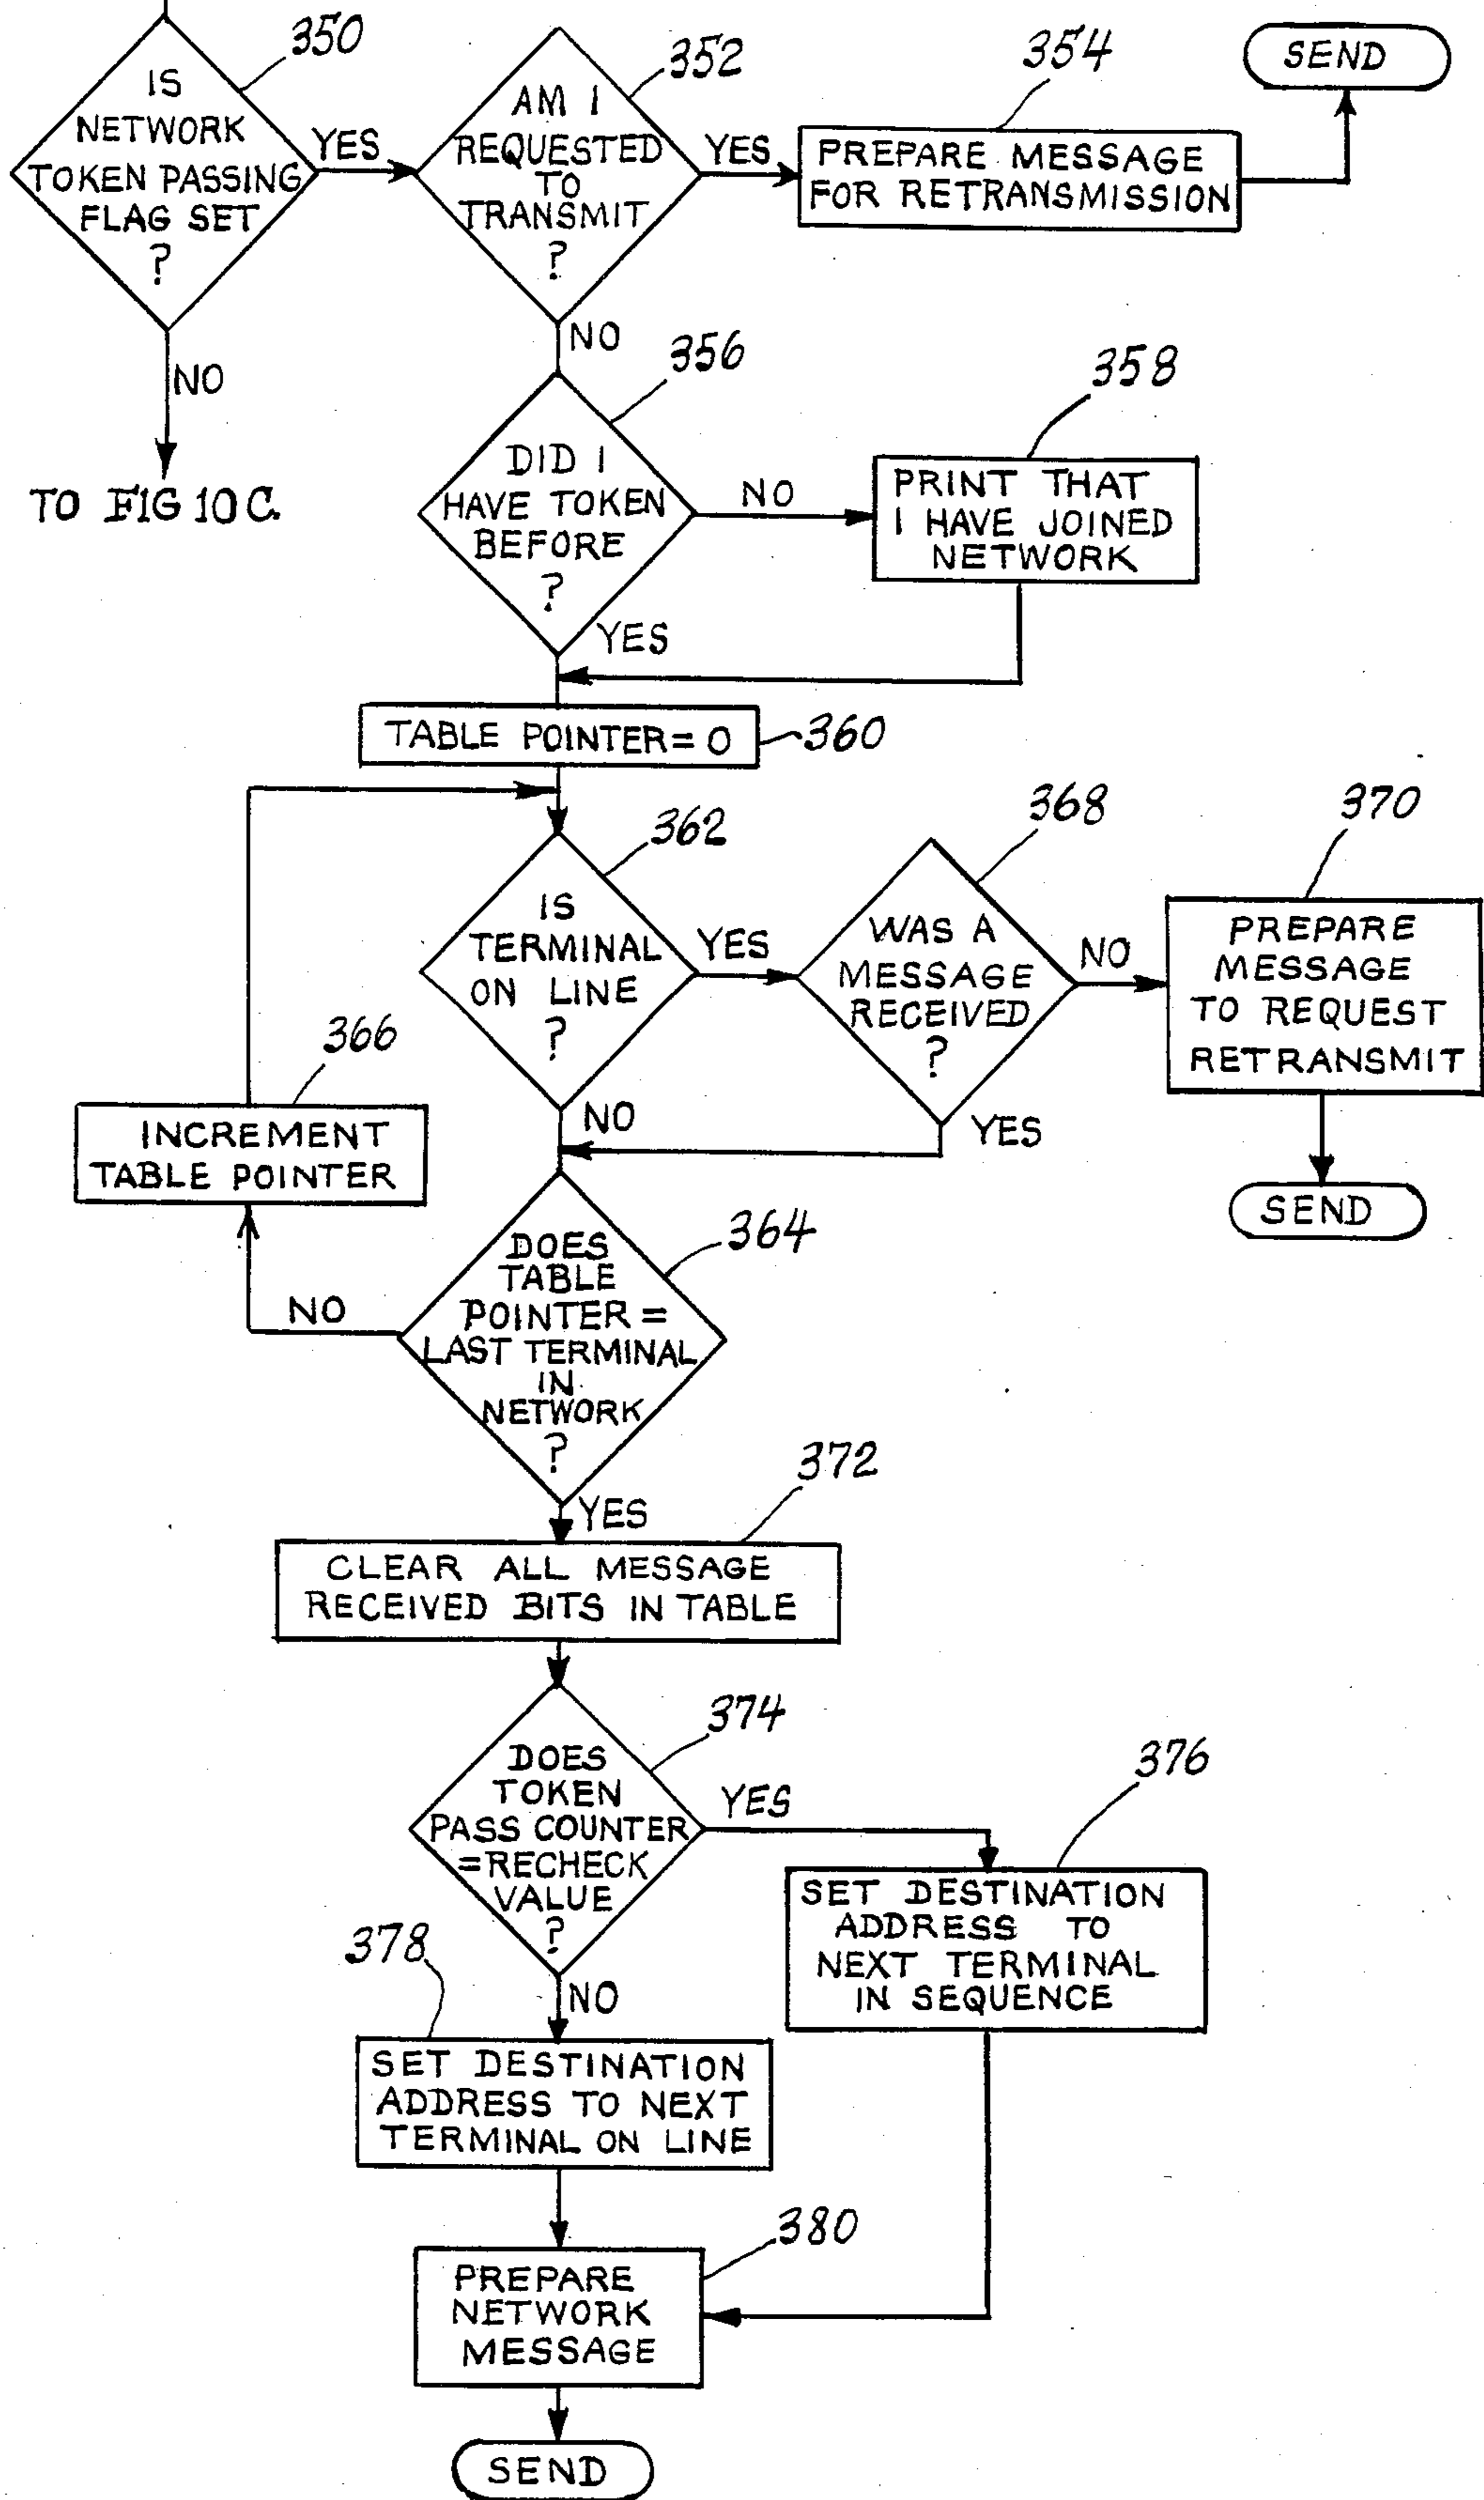 350
IS
NETWORK
TOKEN PASSING
FLAG SET
?
YES
NO
TO FIG 10C.
352
AM I
REQUESTED
TO
TRANSMIT
?
YES
NO
354
PREPARE MESSAGE
FOR RETRANSMISSION
SEND
356
DID I
HAVE TOKEN
BEFORE
?
NO
YES
358
PRINT THAT
I HAVE JOINED
NETWORK
TABLE POINTER = 0
360
362
IS
TERMINAL
ON LINE
?
YES
NO
368
WAS A
MESSAGE
RECEIVED
?
NO
YES
370
PREPARE
MESSAGE
TO REQUEST
RETRANSMIT
SEND
366
INCREMENT
TABLE POINTER
364
DOES
TABLE
POINTER =
LAST TERMINAL
IN
NETWORK
?
NO
YES
372
CLEAR ALL MESSAGE
RECEIVED BITS IN TABLE
374
DOES
TOKEN
PASS COUNTER
=RECHECK
VALUE
?
YES
NO
376
SET DESTINATION
ADDRESS TO
NEXT TERMINAL
IN SEQUENCE
378
SET DESTINATION
ADDRESS TO NEXT
TERMINAL ON LINE
380
PREPARE
NETWORK
MESSAGE
SEND